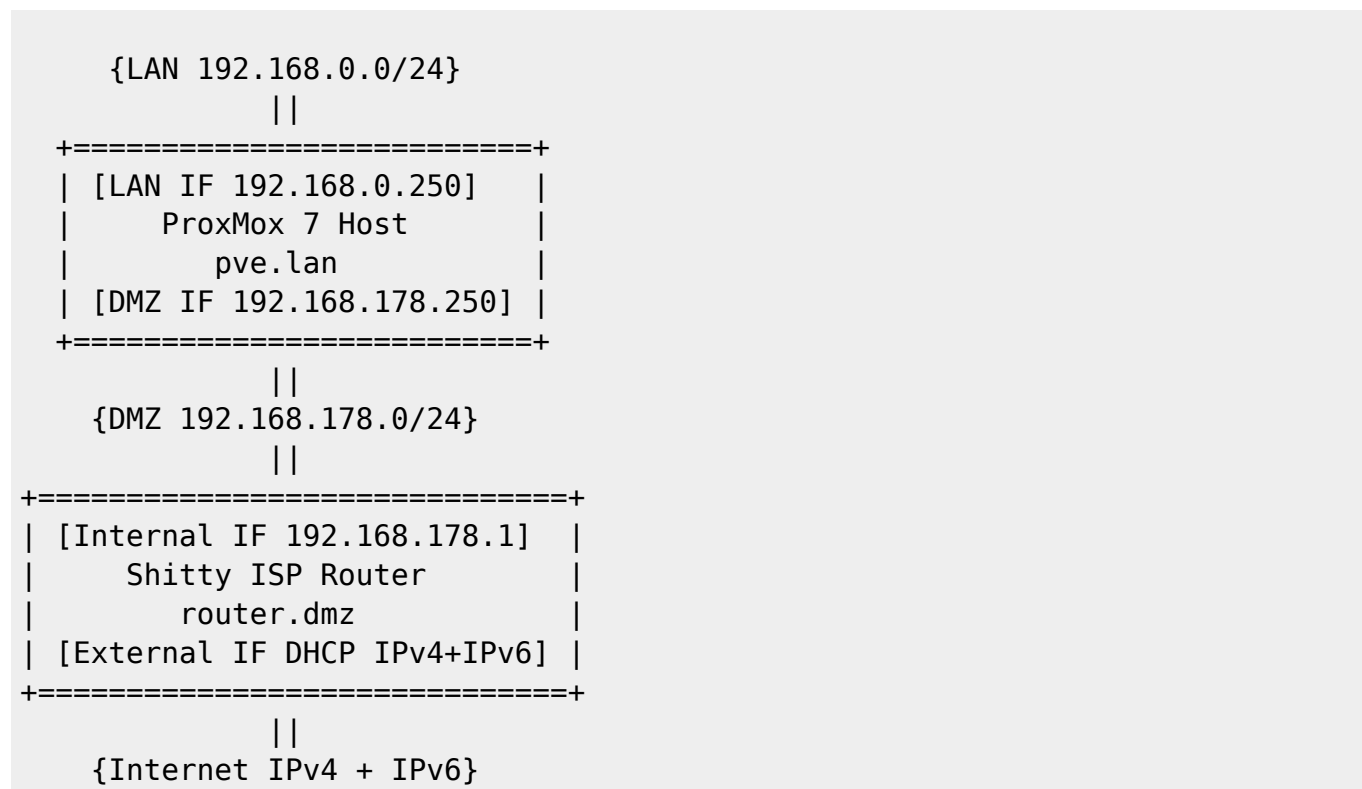 {LAN 192.168.0.0/24}
||
+==========================+
| [LAN IF 192.168.0.250] |
| ProxMox 7 Host |
| pve.lan |
| [DMZ IF 192.168.178.250] |
+==========================+
||
{DMZ 192.168.178.0/24}
||
+==============================+
| [Internal IF 192.168.178.1] |
| Shitty ISP Router |
| router.dmz |
| [External IF DHCP IPv4+IPv6] |
+==============================+
||
{Internet IPv4 + IPv6}